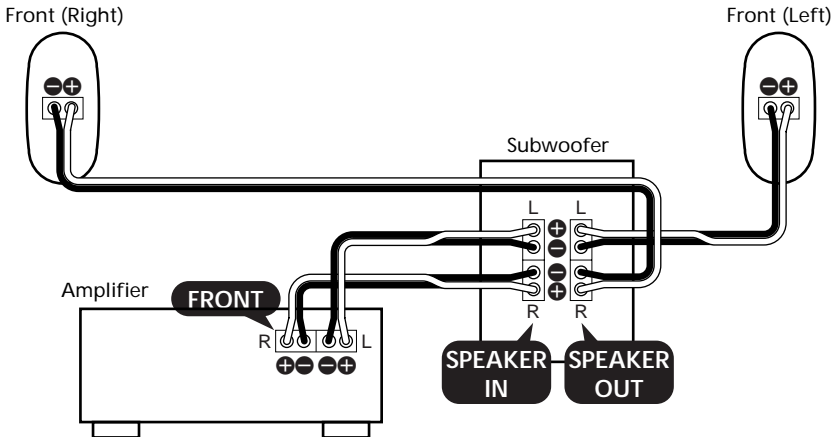 Front (Right)
Front (Left)
− +
− +
Subwoofer
L L
+
−
−
+
R R
Amplifier
FRONT
R L
+ − − +
SPEAKER IN
SPEAKER OUT